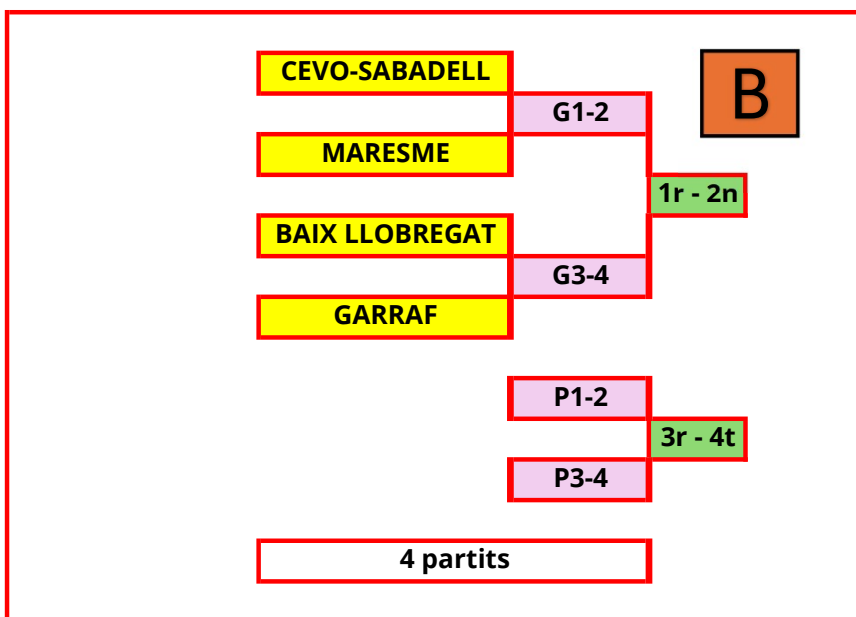 CEVO-SABADELL
B
G1-2
MARESME
1r - 2n
BAIX LLOBREGAT
G3-4
GARRAF
P1-2
3r - 4t
P3-4
4 partits